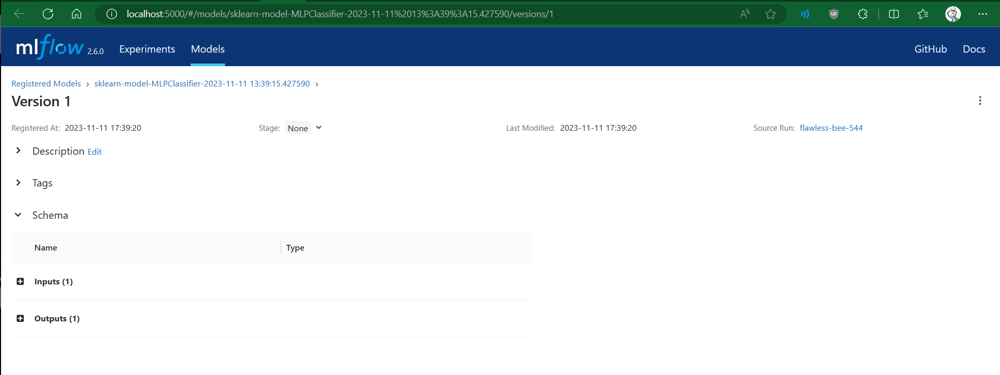 localhost:5000/#/models/sklearn-model-MLPClassifier-2023-11-11%2013%3A39%3A15.427590/versions/1
mlflow 2.6.0 Experiments Models GitHub Docs
Registered Models › sklearn-model-MLPClassifier-2023-11-11 13:39:15.427590 ›
Version 1
Registered At: 2023-11-11 17:39:20 Stage: None Last Modified: 2023-11-11 17:39:20 Source Run: flawless-bee-544
Description Edit
Tags
Schema
Name Type
Inputs (1)
Outputs (1)